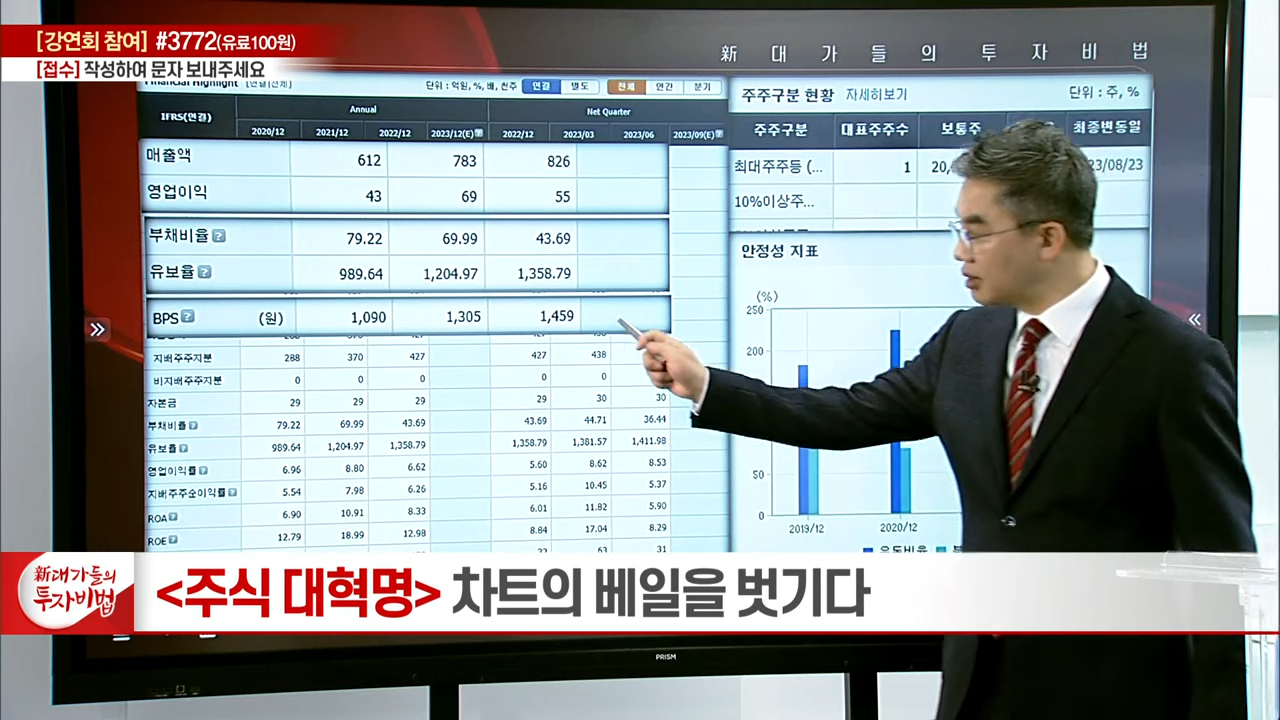 [강연회 참여] #3772(유료100원)
[접수] 작성하여 문자 보내주세요
新 대가들의 투자비법
Financial Highlight [연결|전체] 단위 : 억원, %, 배, 천주 연결 별도 전체 연간 분기
IFRS(연결) Annual Net Quarter
2020/12 2021/12 2022/12 2023/12(E) 2022/12 2023/03 2023/06 2023/09(E)
매출액 612 783 826
영업이익 43 69 55
부채비율 79.22 69.99 43.69
유보율 989.64 1,204.97 1,358.79
BPS (원) 1,090 1,305 1,459
지배주주지분 288 370 427 427 438
비지배주주지분 0 0 0 0 0
자본금 29 29 29 29 30 30
부채비율 79.22 69.99 43.69 43.69 44.71 36.44
유보율 989.64 1,204.97 1,358.79 1,358.79 1,381.57 1,411.98
영업이익률 6.96 8.80 6.62 5.60 8.62 8.53
지배주주순이익률 5.54 7.98 6.26 5.16 10.45 5.37
ROA 6.90 10.91 8.33 6.01 11.82 5.90
ROE 12.79 18.99 12.98 8.84 17.04 8.29
주주구분 현황 자세히보기 단위 : 주, %
주주구분 대표주주수 보통주 최종변동일
최대주주등 (... 1 20, 23/08/23
10%이상주...
안정성 지표
(%)
250
200
50
0
2019/12 2020/12
유동비율
新대가들의
투자비법
<주식 대혁명> 차트의 베일을 벗기다
PRISM